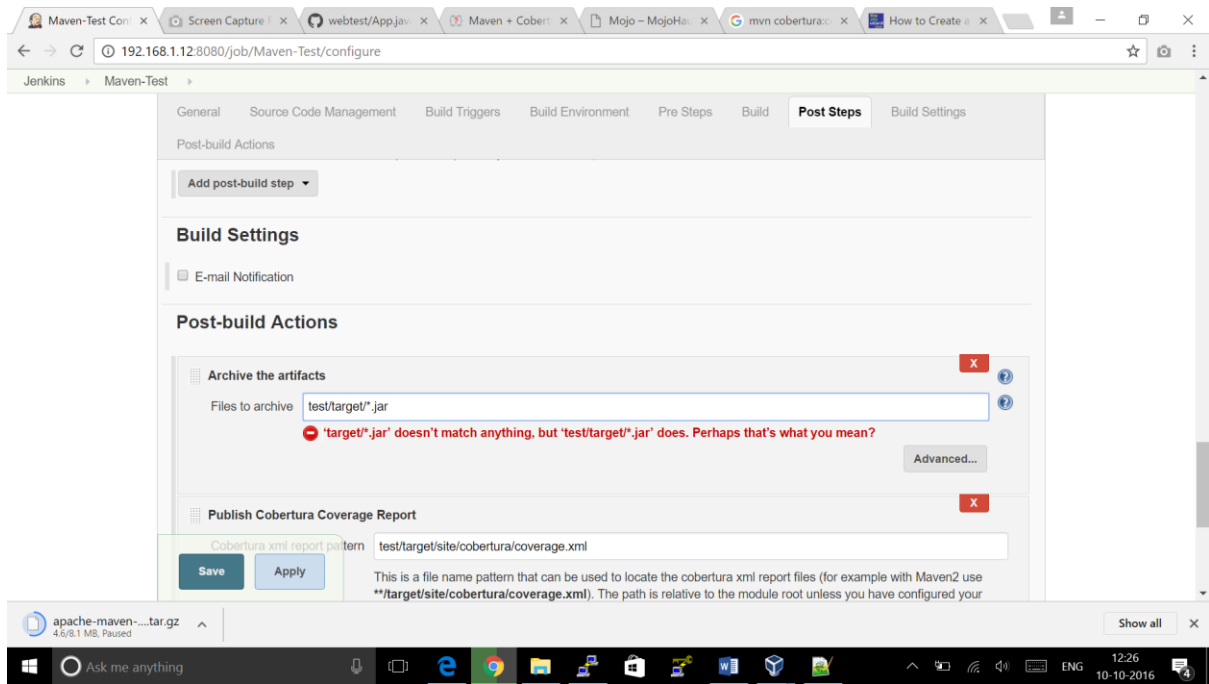 Maven-Test Conf
Screen Capture
webtest/App.jav
Maven + Cobert
Mojo – MojoHau
mvn cobertura:c
How to Create a
192.168.1.12:8080/job/Maven-Test/configure
Jenkins Maven-Test
General Source Code Management Build Triggers Build Environment Pre Steps Build Post Steps Build Settings
Post-build Actions
Add post-build step
Build Settings
E-mail Notification
Post-build Actions
X
Archive the artifacts
Files to archive test/target/*.jar
‘target/*.jar’ doesn’t match anything, but ‘test/target/*.jar’ does. Perhaps that’s what you mean?
Advanced...
X
Publish Cobertura Coverage Report
Cobertura xml report pattern test/target/site/cobertura/coverage.xml
Save Apply
This is a file name pattern that can be used to locate the cobertura xml report files (for example with Maven2 use
**/target/site/cobertura/coverage.xml). The path is relative to the module root unless you have configured your
apache-maven-....tar.gz
4.6/8.1 MB, Paused
Show all
Ask me anything
ENG
12:26
10-10-2016
4